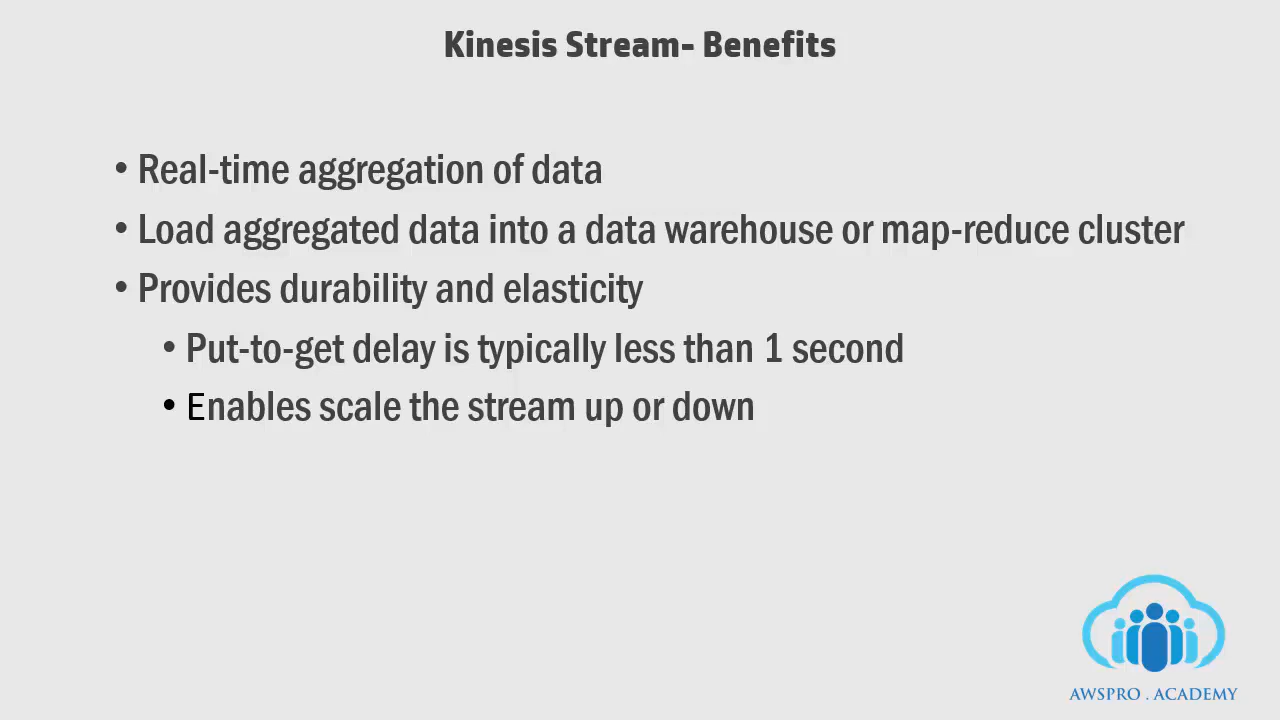 Kinesis Stream- Benefits
• Real-time aggregation of data
• Load aggregated data into a data warehouse or map-reduce cluster
• Provides durability and elasticity
• Put-to-get delay is typically less than 1 second
• Enables scale the stream up or down
AWSPRO . ACADEMY